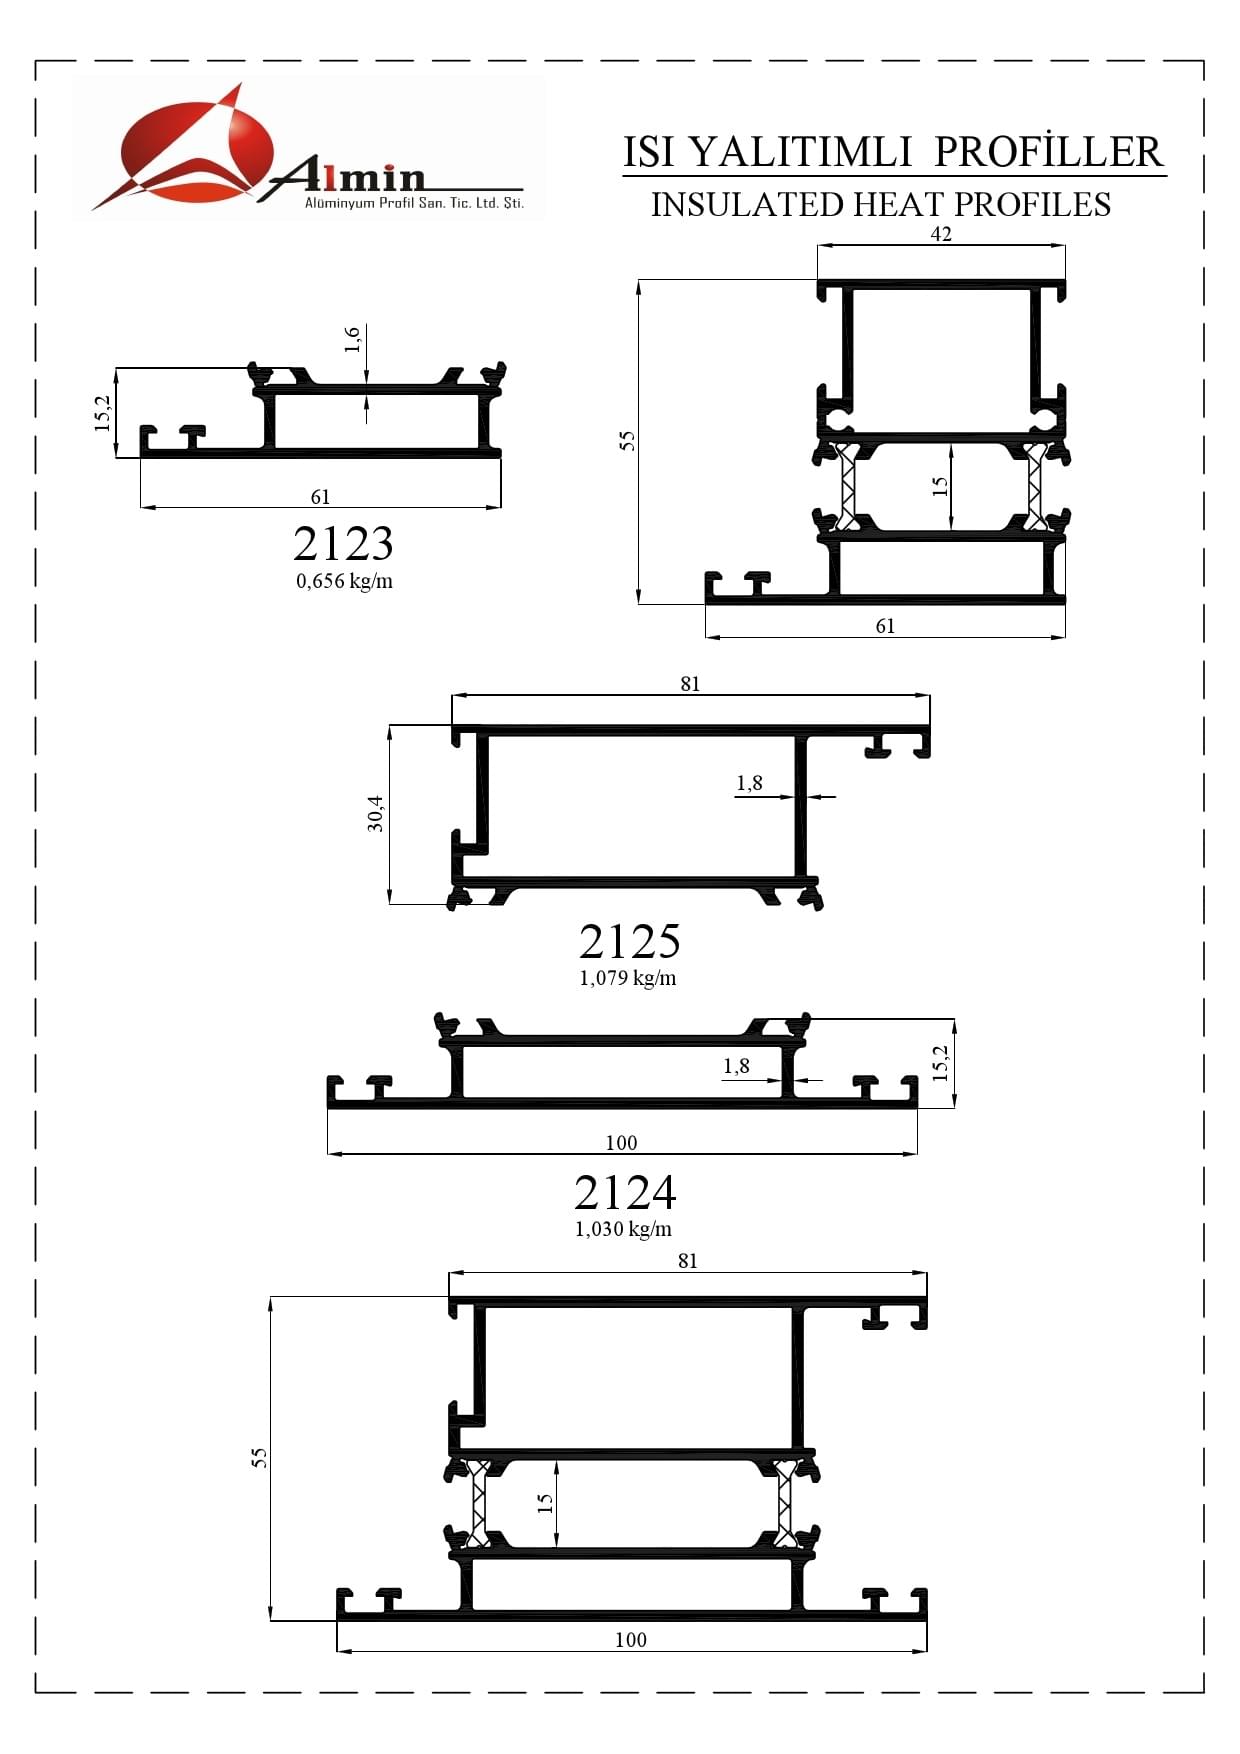 Almin
Alüminyum Profil San. Tic. Ltd. Şti.
ISI YALITIMLI PROFİLLER
INSULATED HEAT PROFILES
42
55
15
61
1,6
15,2
61
2123
0,656 kg/m
81
30,4
1,8
2125
1,079 kg/m
1,8
15,2
100
2124
1,030 kg/m
81
55
15
100